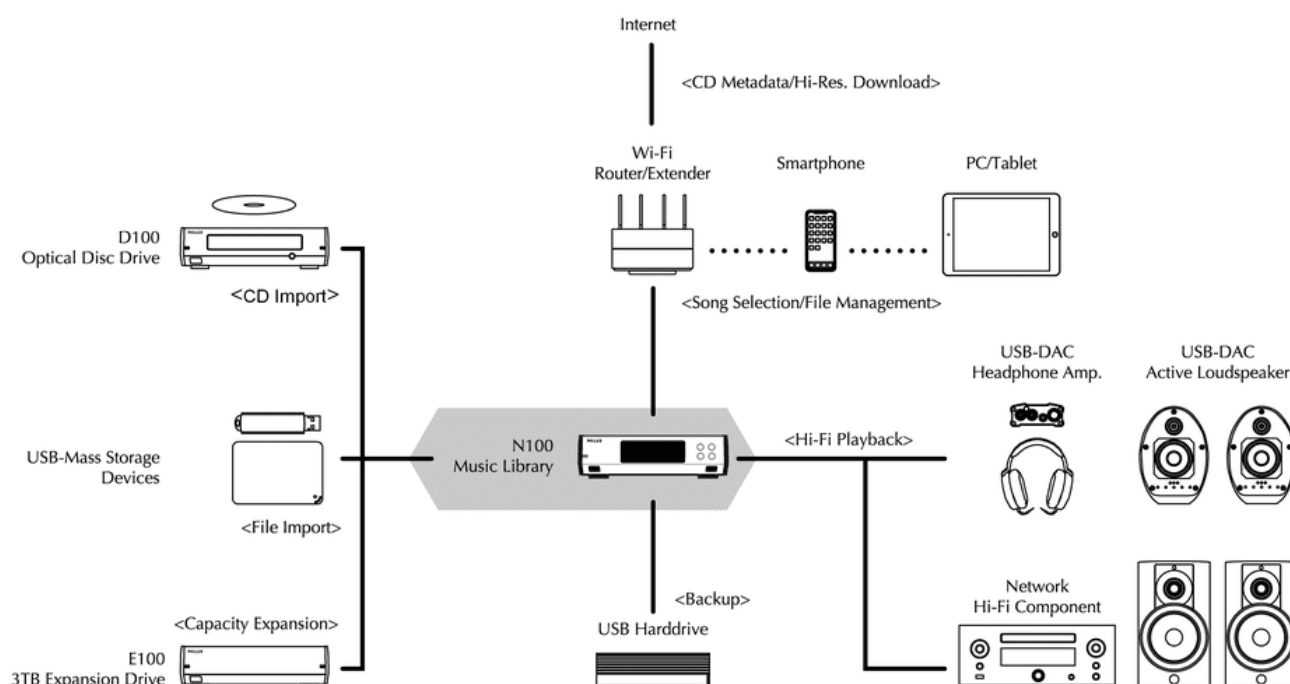 Internet
<CD Metadata/Hi-Res. Download>
Wi-Fi
Router/Extender
Smartphone
PC/Tablet
D100
Optical Disc Drive
<CD Import>
<Song Selection/File Management>
USB-DAC
Headphone Amp.
USB-DAC
Active Loudspeaker
N100
Music Library
<Hi-Fi Playback>
USB-Mass Storage
Devices
<File Import>
<Capacity Expansion>
<Backup>
USB Harddrive
Network
Hi-Fi Component
E100
3TB Expansion Drive